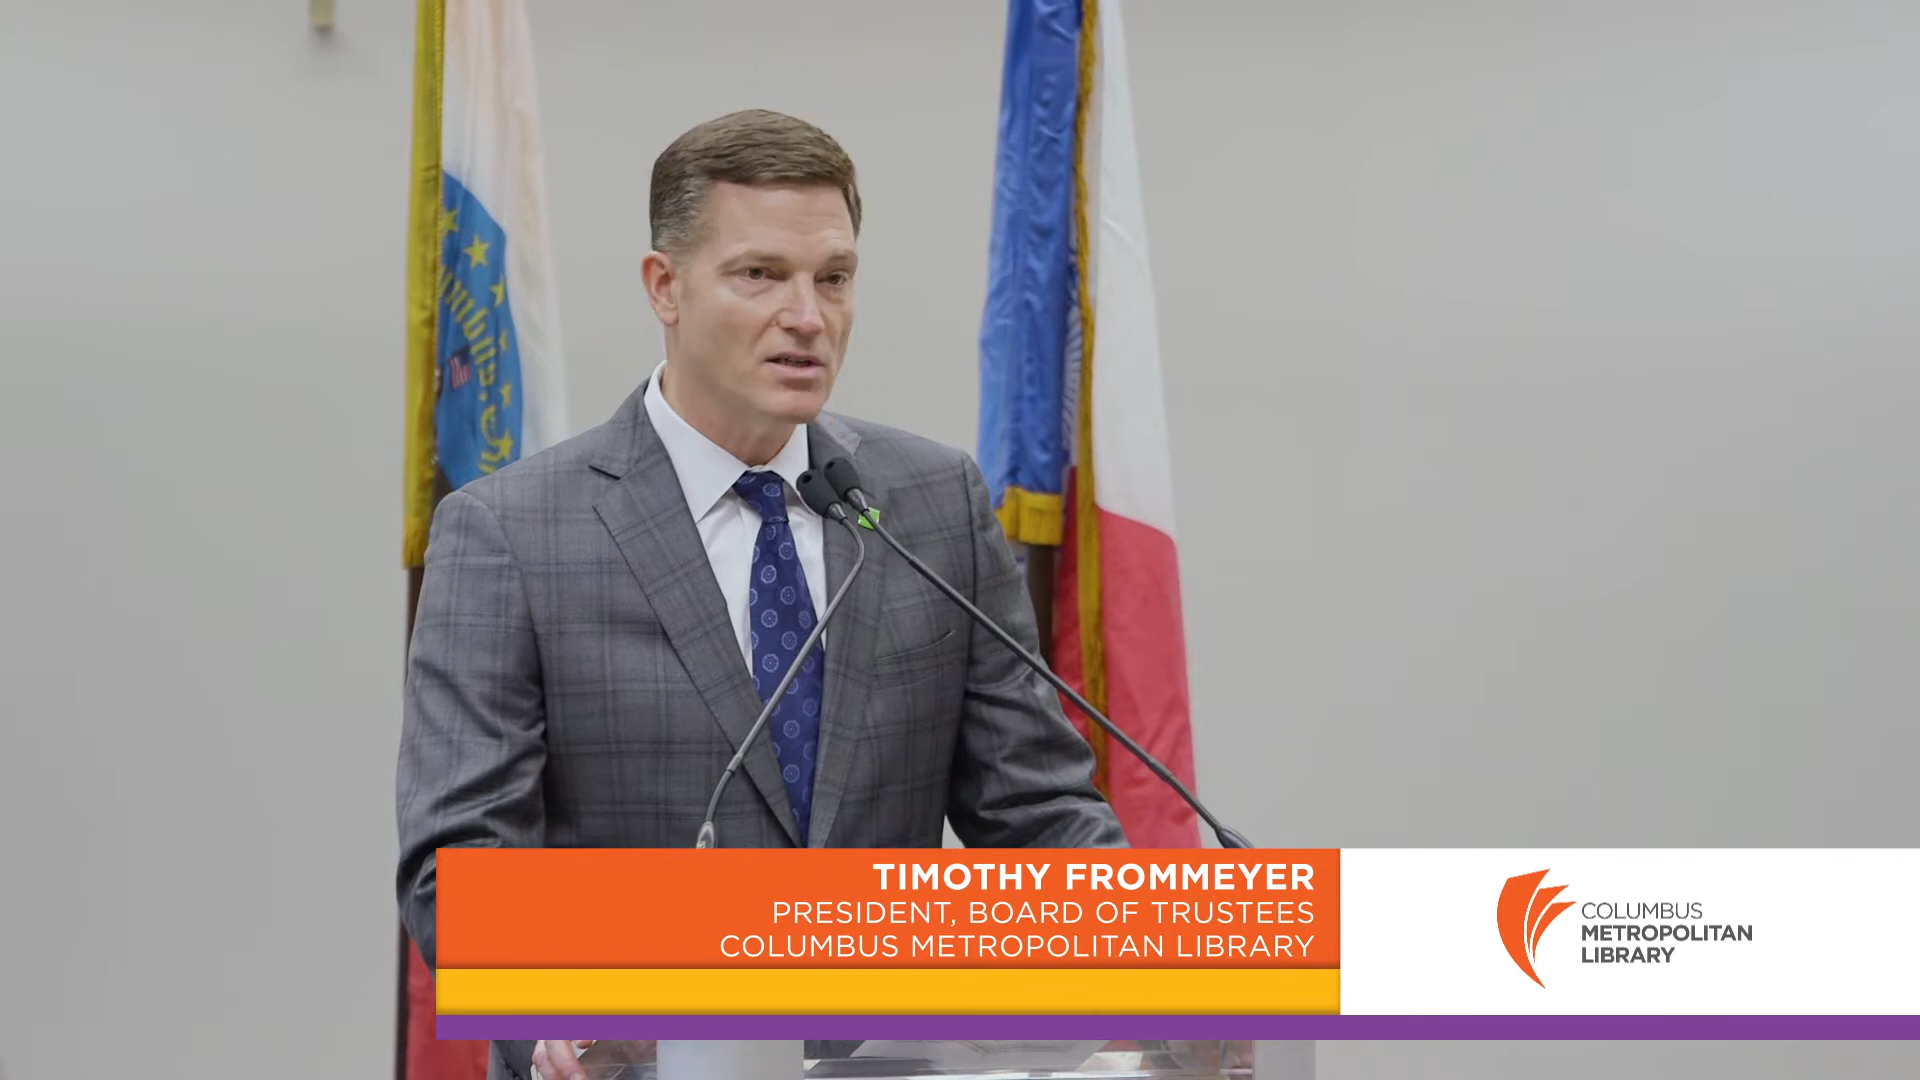 TIMOTHY FROMMEYER
PRESIDENT, BOARD OF TRUSTEES
COLUMBUS METROPOLITAN LIBRARY
COLUMBUS
METROPOLITAN
LIBRARY